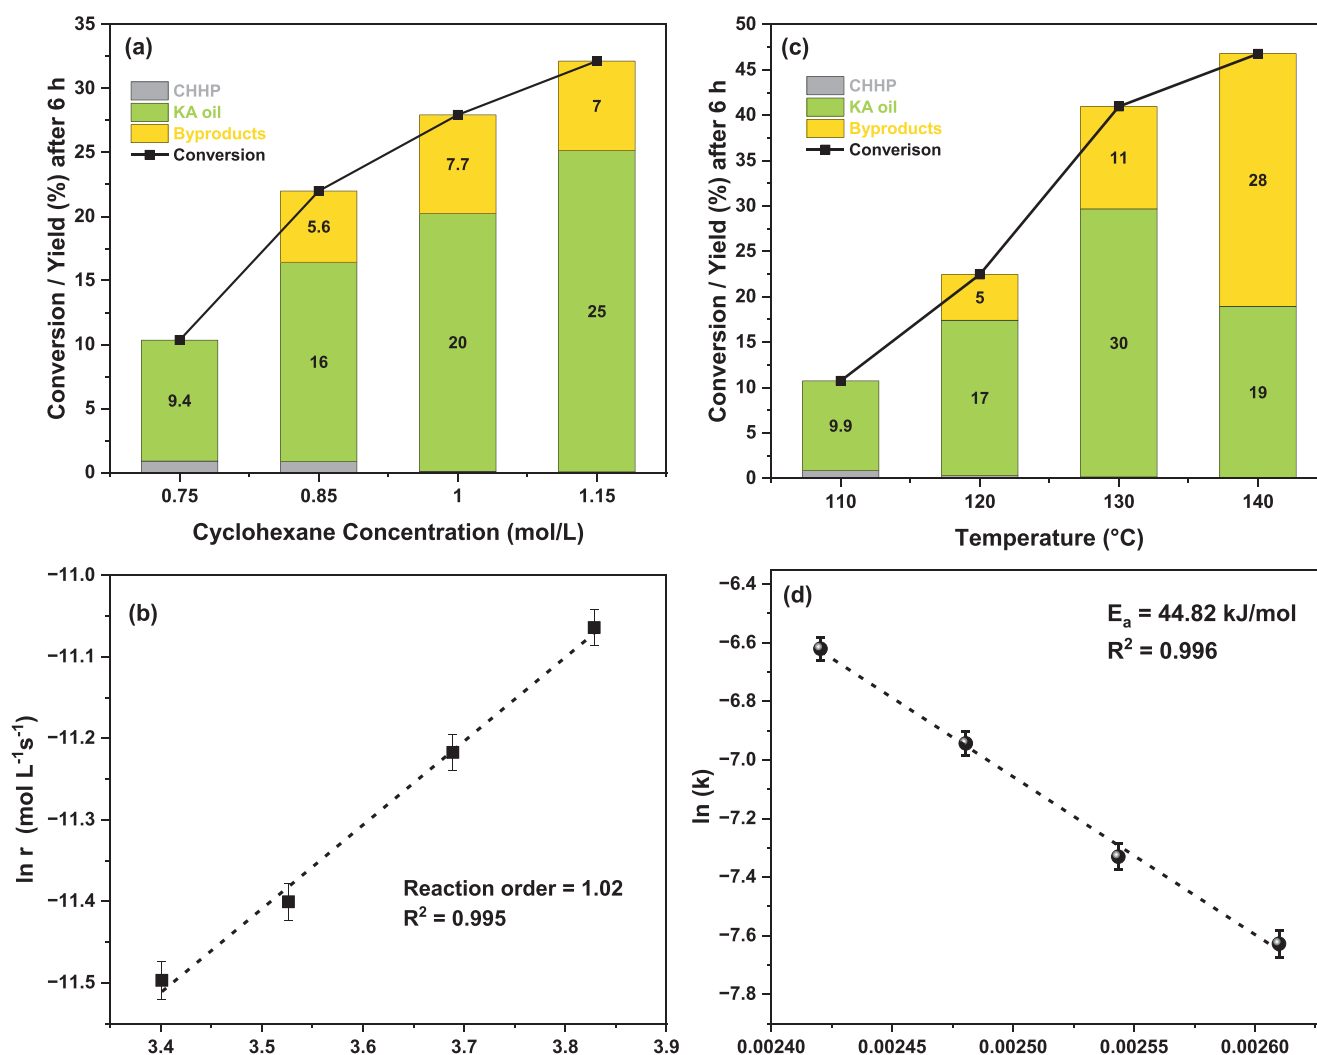 (a)
CHHP
KA oil
Byproducts
Conversion
Conversion / Yield (%) after 6 h
35
30
25
20
15
10
5
0
9.4
16
5.6
20
7.7
25
7
0.75 0.85 1 1.15
Cyclohexane Concentration (mol/L)
(c)
CHHP
KA oil
Byproducts
Converison
Conversion / Yield (%) after 6 h
50
45
40
35
30
25
20
15
10
5
0
9.9
17
5
30
11
19
28
110 120 130 140
Temperature (°C)
(b)
ln r (mol L⁻¹s⁻¹)
−11.0
−11.1
−11.2
−11.3
−11.4
−11.5
Reaction order = 1.02
R² = 0.995
3.4 3.5 3.6 3.7 3.8 3.9
(d)
Eₐ = 44.82 kJ/mol
R² = 0.996
ln (k)
−6.4
−6.6
−6.8
−7.0
−7.2
−7.4
−7.6
−7.8
0.00240 0.00245 0.00250 0.00255 0.00260